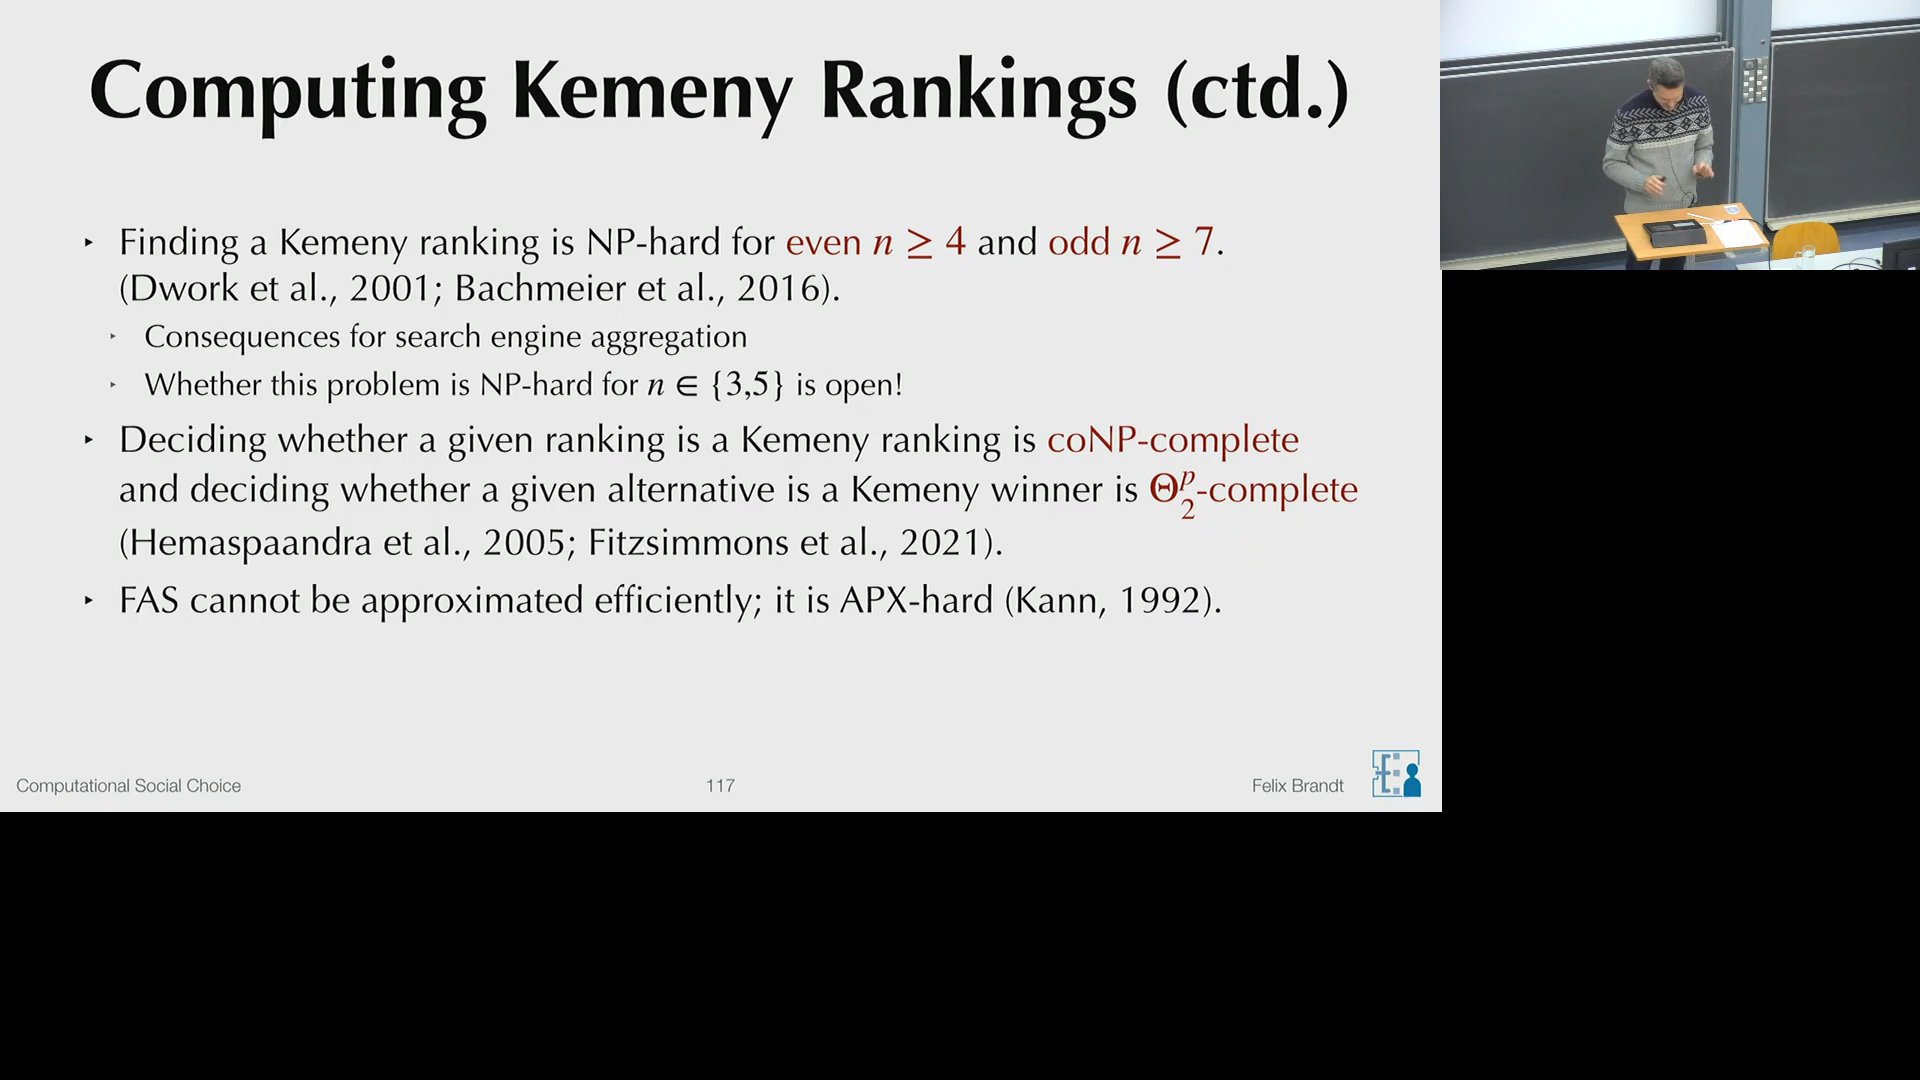 Computing Kemeny Rankings (ctd.)
‣ Finding a Kemeny ranking is NP-hard for even n ≥ 4 and odd n ≥ 7.
(Dwork et al., 2001; Bachmeier et al., 2016).
‣ Consequences for search engine aggregation
‣ Whether this problem is NP-hard for n ∈ {3,5} is open!
‣ Deciding whether a given ranking is a Kemeny ranking is coNP-complete
and deciding whether a given alternative is a Kemeny winner is Θ₂ᵖ-complete
(Hemaspaandra et al., 2005; Fitzsimmons et al., 2021).
‣ FAS cannot be approximated efficiently; it is APX-hard (Kann, 1992).
Computational Social Choice
117
Felix Brandt